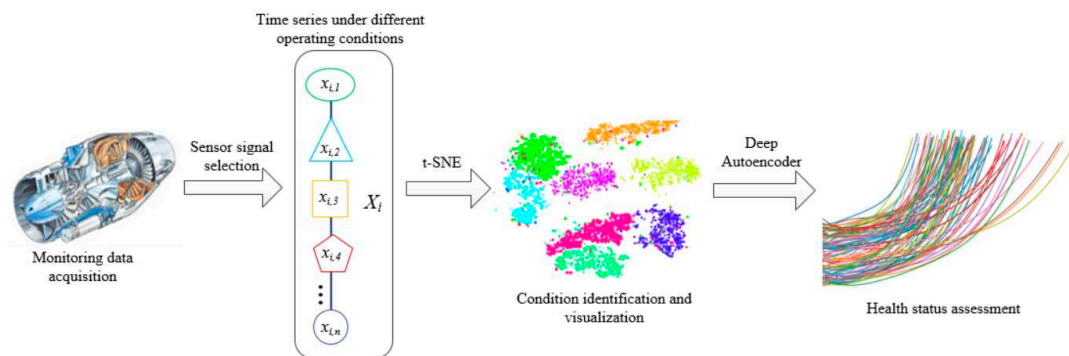 Time series under different
operating conditions
x_{i,1}
x_{i,2}
x_{i,3}
x_{i,4}
x_{i,n}
X_i
Sensor signal
selection
Monitoring data
acquisition
t-SNE
Condition identification and
visualization
Deep
Autoencoder
Health status assessment